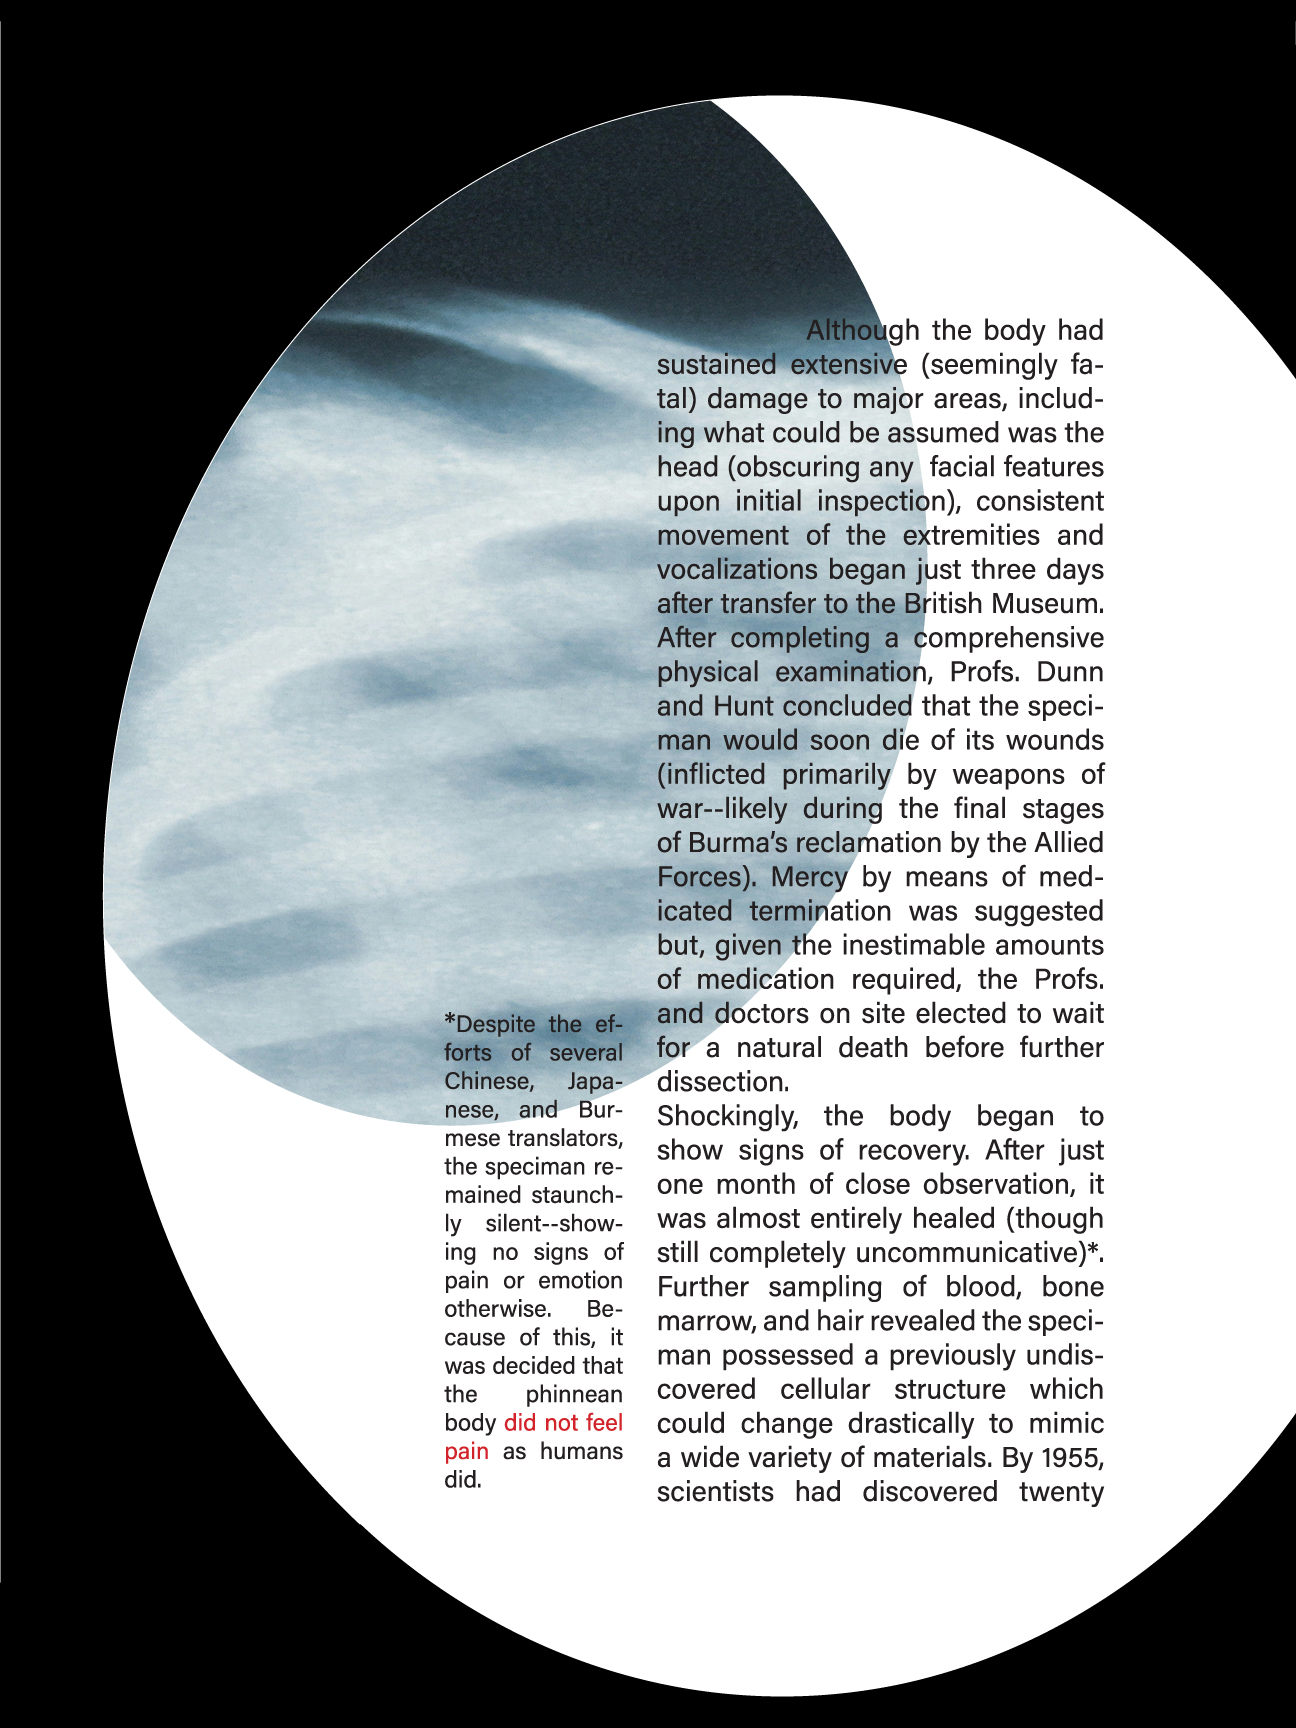 Although the body had
sustained extensive (seemingly fa-
tal) damage to major areas, includ-
ing what could be assumed was the
head (obscuring any facial features
upon initial inspection), consistent
movement of the extremities and
vocalizations began just three days
after transfer to the British Museum.
After completing a comprehensive
physical examination, Profs. Dunn
and Hunt concluded that the speci-
man would soon die of its wounds
(inflicted primarily by weapons of
war--likely during the final stages
of Burma's reclamation by the Allied
Forces). Mercy by means of med-
icated termination was suggested
but, given the inestimable amounts
of medication required, the Profs.
and doctors on site elected to wait
for a natural death before further
dissection.
Shockingly, the body began to
show signs of recovery. After just
one month of close observation, it
was almost entirely healed (though
still completely uncommunicative)*.
Further sampling of blood, bone
marrow, and hair revealed the speci-
man possessed a previously undis-
covered cellular structure which
could change drastically to mimic
a wide variety of materials. By 1955,
scientists had discovered twenty
*Despite the ef-
forts of several
Chinese, Japa-
nese, and Bur-
mese translators,
the speciman re-
mained staunch-
ly silent--show-
ing no signs of
pain or emotion
otherwise. Be-
cause of this, it
was decided that
the phinnean
body did not feel
pain as humans
did.